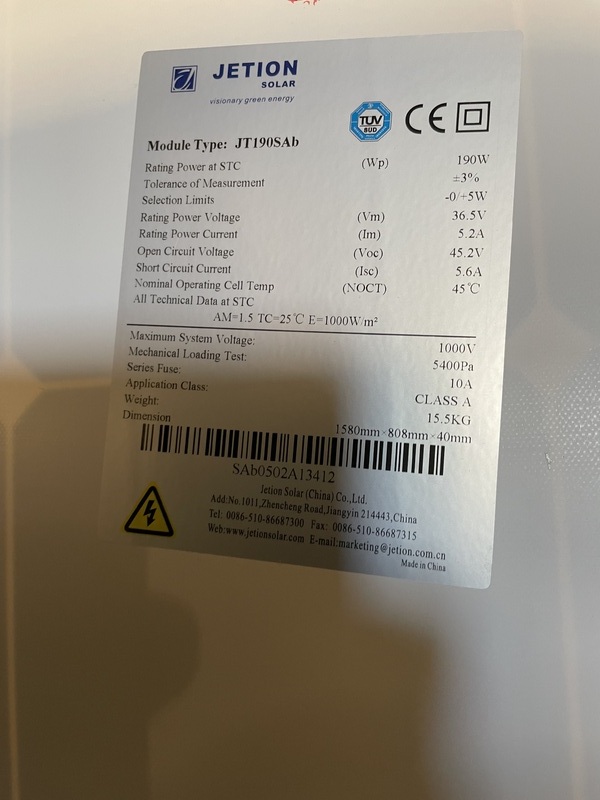 JETION
SOLAR
visionary green energy
TÜV
SÜD
CE
Module Type: JT190SAb
Rating Power at STC (Wp) 190W
Tolerance of Measurement ±3%
Selection Limits -0/+5W
Rating Power Voltage (Vm) 36.5V
Rating Power Current (Im) 5.2A
Open Circuit Voltage (Voc) 45.2V
Short Circuit Current (Isc) 5.6A
Nominal Operating Cell Temp (NOCT) 45℃
All Technical Data at STC
AM=1.5 TC=25℃ E=1000W/m²
Maximum System Voltage: 1000V
Mechanical Loading Test: 5400Pa
Series Fuse: 10A
Application Class: CLASS A
Weight: 15.5KG
Dimension 1580mm×808mm×40mm
SAb0502A13412
Jetion Solar (China) Co.,Ltd.
Add:No.1011,Zhencheng Road,Jiangyin 214443,China
Tel: 0086-510-86687300 Fax: 0086-510-86687315
Web:www.jetionsolar.com E-mail:marketing@jetion.com.cn
Made in China